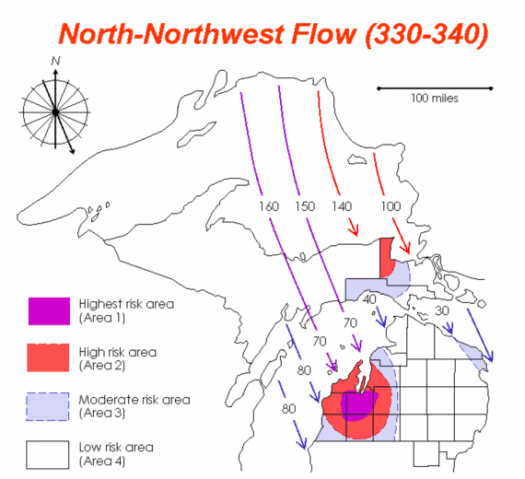 North-Northwest Flow (330-340)
N
100 miles
160
150
140
100
40
30
70
70
80
80
Highest risk area
(Area 1)
High risk area
(Area 2)
Moderate risk area
(Area 3)
Low risk area
(Area 4)